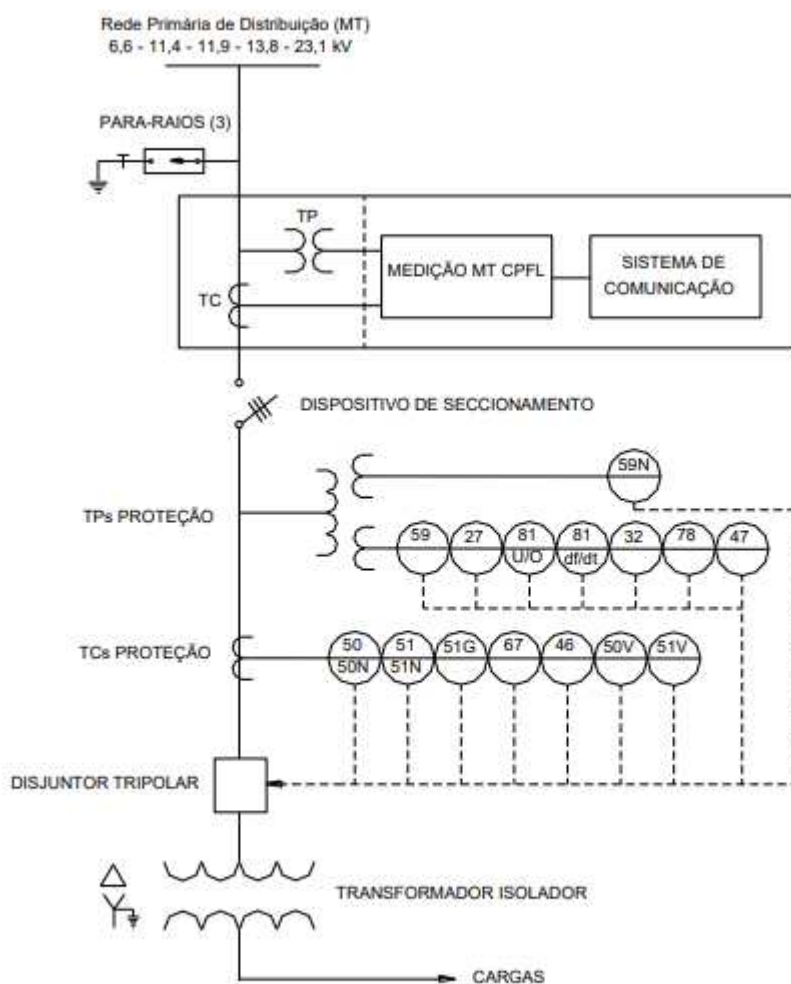 Rede Primária de Distribuição (MT)
6,6 - 11,4 - 11,9 - 13,8 - 23,1 kV
PARA-RAIOS (3)
TP
MEDIÇÃO MT CPFL
SISTEMA DE
COMUNICAÇÃO
TC
DISPOSITIVO DE SECCIONAMENTO
59N
TPs PROTEÇÃO
59 27 81 81 32 78 47
U/O df/dt
TCs PROTEÇÃO
50 51 51G 67 46 50V 51V
50N 51N
DISJUNTOR TRIPOLAR
TRANSFORMADOR ISOLADOR
CARGAS